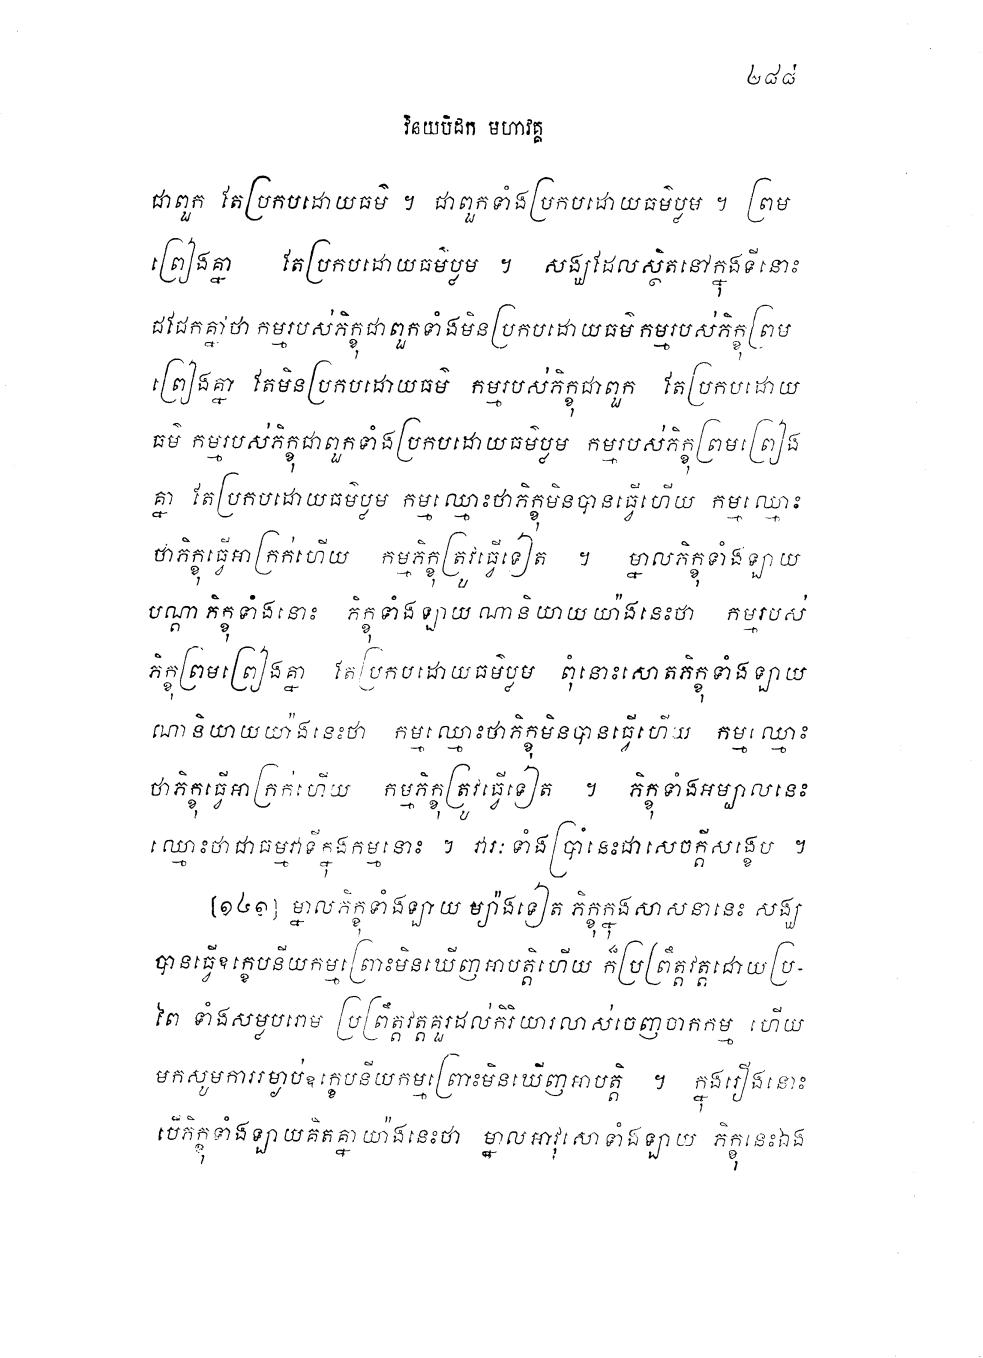 ២៨៨
វិនយបិដក មហាវគ្គ
ជាពួក តែប្រកបដោយធម៌ ។ ជាពួកទាំងប្រកបដោយធម៌ប្លម ។ ព្រម
ព្រៀងគ្នា តែប្រកបដោយធម៌ប្លម ។ សង្ឃដែលស្ថិតនៅក្នុងទីនោះ
ជជែកគ្នាថា កម្មរបស់ភិក្ខុជាពួកទាំងមិនប្រកបដោយធម៌ កម្មរបស់ភិក្ខុព្រម
ព្រៀងគ្នា តែមិនប្រកបដោយធម៌ កម្មរបស់ភិក្ខុជាពួក តែប្រកបដោយ
ធម៌ កម្មរបស់ភិក្ខុជាពួកទាំងប្រកបដោយធម៌ប្លម កម្មរបស់ភិក្ខុព្រមព្រៀង
គ្នា តែប្រកបដោយធម៌ប្លម កម្មឈ្មោះថាភិក្ខុមិនបានធ្វើហើយ កម្មឈ្មោះ
ថាភិក្ខុធ្វើអាក្រក់ហើយ កម្មភិក្ខុត្រូវធ្វើទៀត ។ ម្នាលភិក្ខុទាំងឡាយ
បណ្តាភិក្ខុទាំងនោះ ភិក្ខុទាំងឡាយណានិយាយយ៉ាងនេះថា កម្មរបស់
ភិក្ខុព្រមព្រៀងគ្នា តែប្រកបដោយធម៌ប្លម ពុំនោះសោតភិក្ខុទាំងឡាយ
ណានិយាយយ៉ាងនេះថា កម្មឈ្មោះថាភិក្ខុមិនបានធ្វើហើយ កម្មឈ្មោះ
ថាភិក្ខុធ្វើអាក្រក់ហើយ កម្មភិក្ខុត្រូវធ្វើទៀត ។ ភិក្ខុទាំងអម្បាលនេះ
ឈ្មោះថាជាធម្មវាទីក្នុងកម្មនោះ ។ វារៈទាំងប្រាំនេះជាសេចក្តីសង្ខេប ។
[១៤១] ម្នាលភិក្ខុទាំងឡាយ ម្យ៉ាងទៀត ភិក្ខុក្នុងសាសនានេះ សង្ឃ
បានធ្វើឧក្ខេបនីយកម្មព្រោះមិនឃើញអាបត្តិហើយ ក៏ប្រព្រឹត្តវត្តដោយប្រ-
ពៃ ទាំងសម្លបរោម ប្រព្រឹត្តវត្តគួរដល់កិរិយារលាស់ចេញចាកកម្ម ហើយ
មកសូមការរម្ងាប់ឧក្ខេបនីយកម្មព្រោះមិនឃើញអាបត្តិ ។ ក្នុងរឿងនោះ
បើភិក្ខុទាំងឡាយគិតគ្នាយ៉ាងនេះថា ម្នាលអាវុសោទាំងឡាយ ភិក្ខុនេះឯង